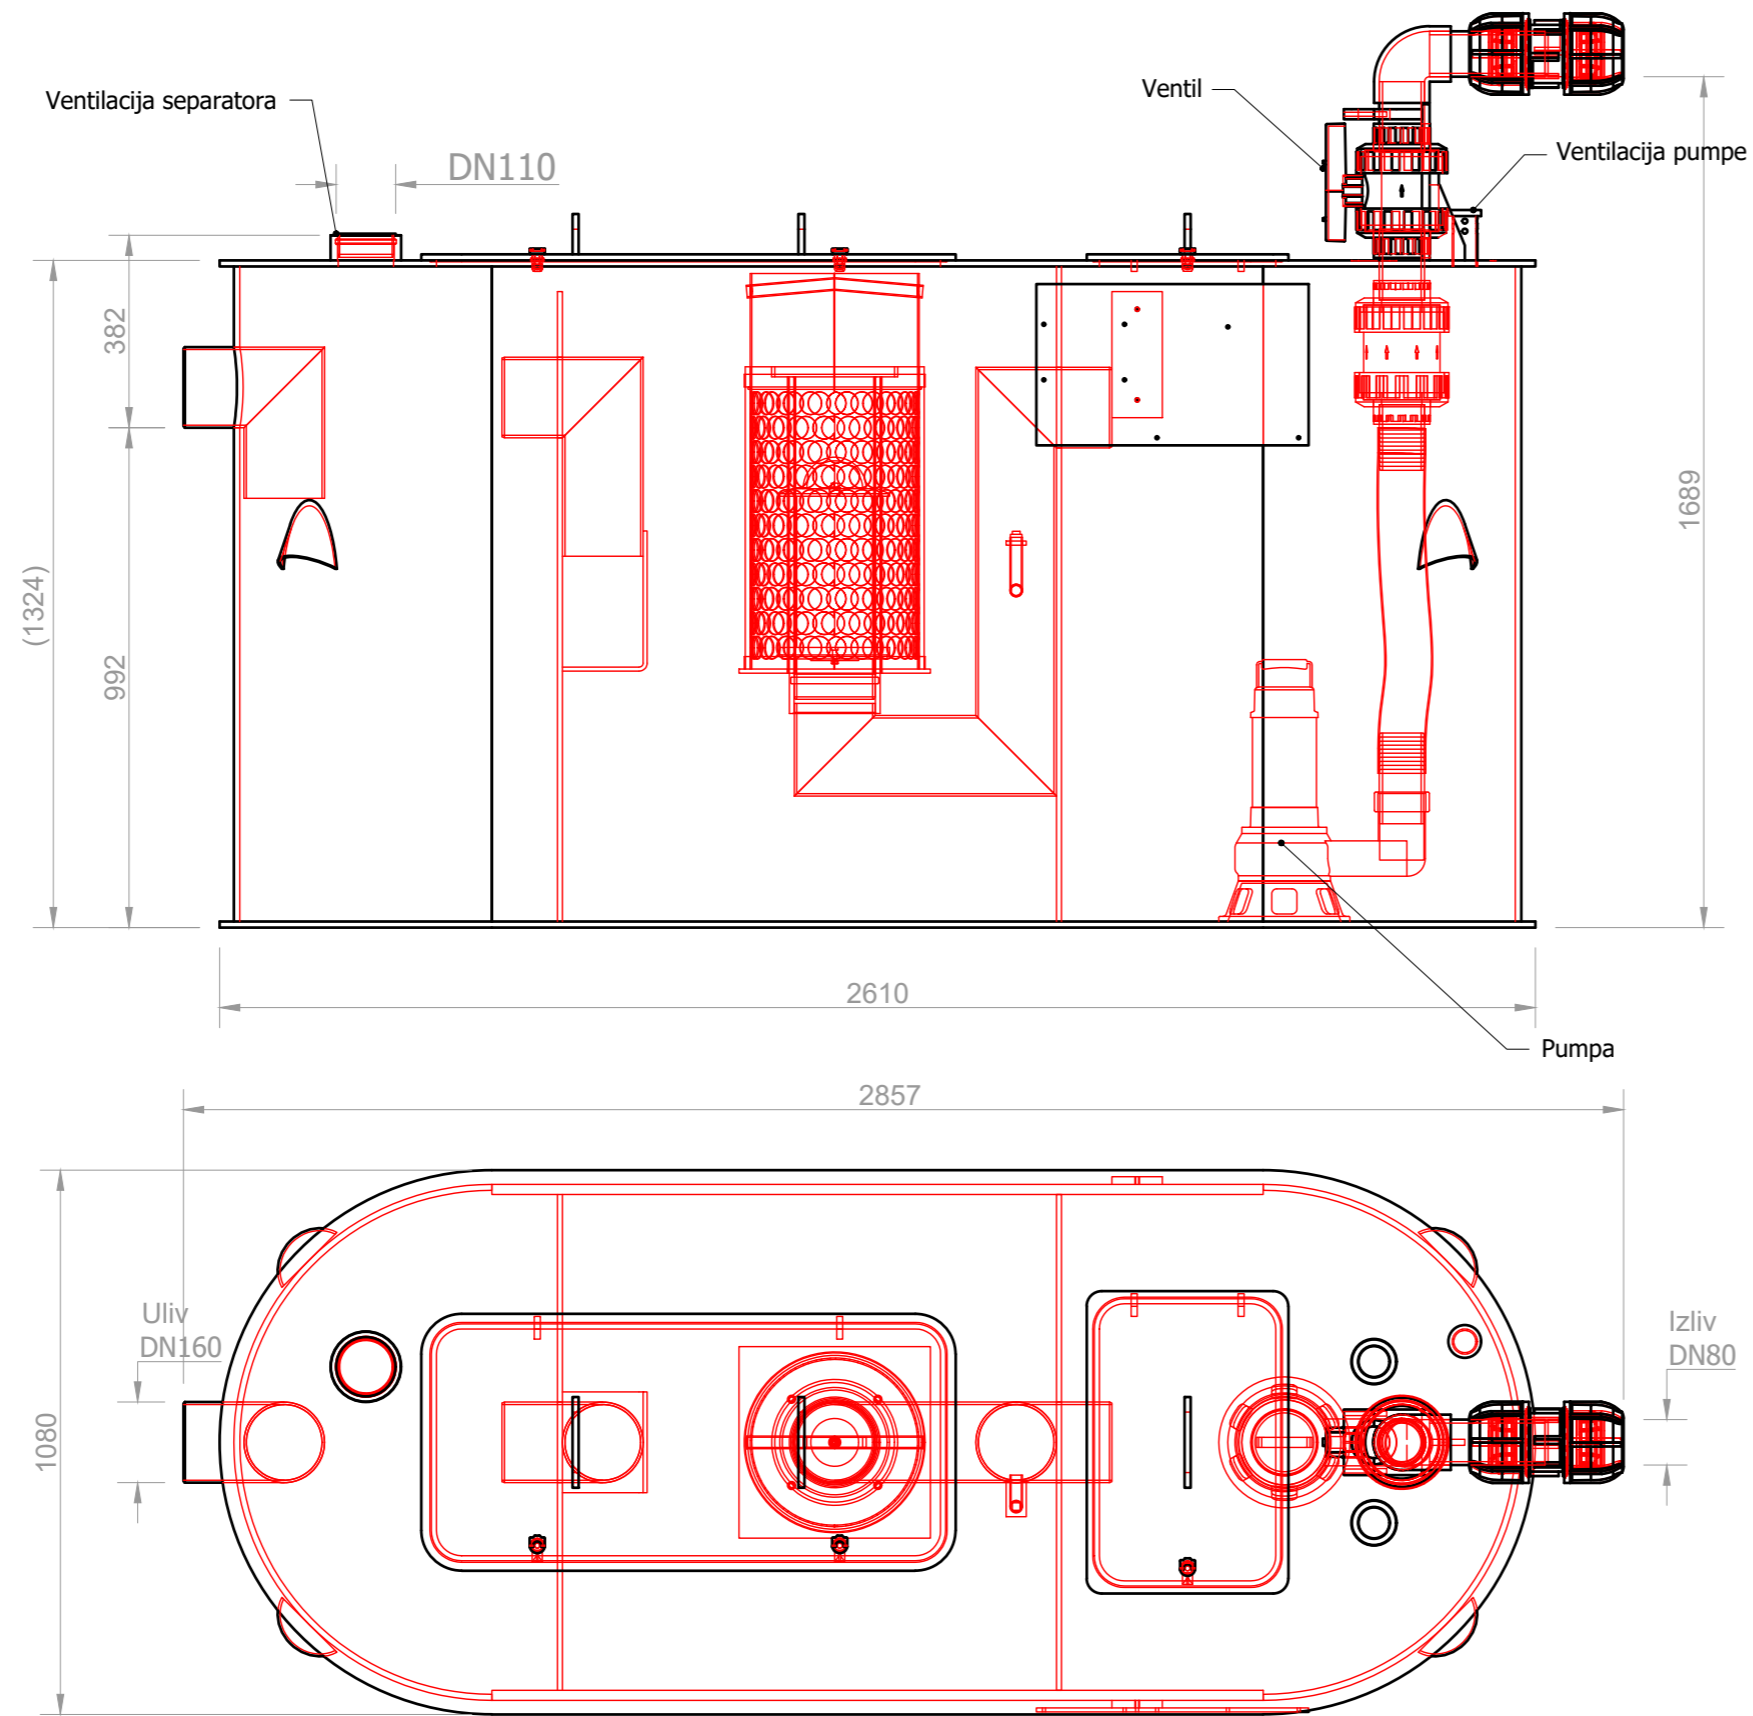 Ventilacija separatora
Ventil
Ventilacija pumpe
DN110
382
(1324)
992
1689
2610
Pumpa
2857
Uliv
DN160
1080
Izliv
DN80